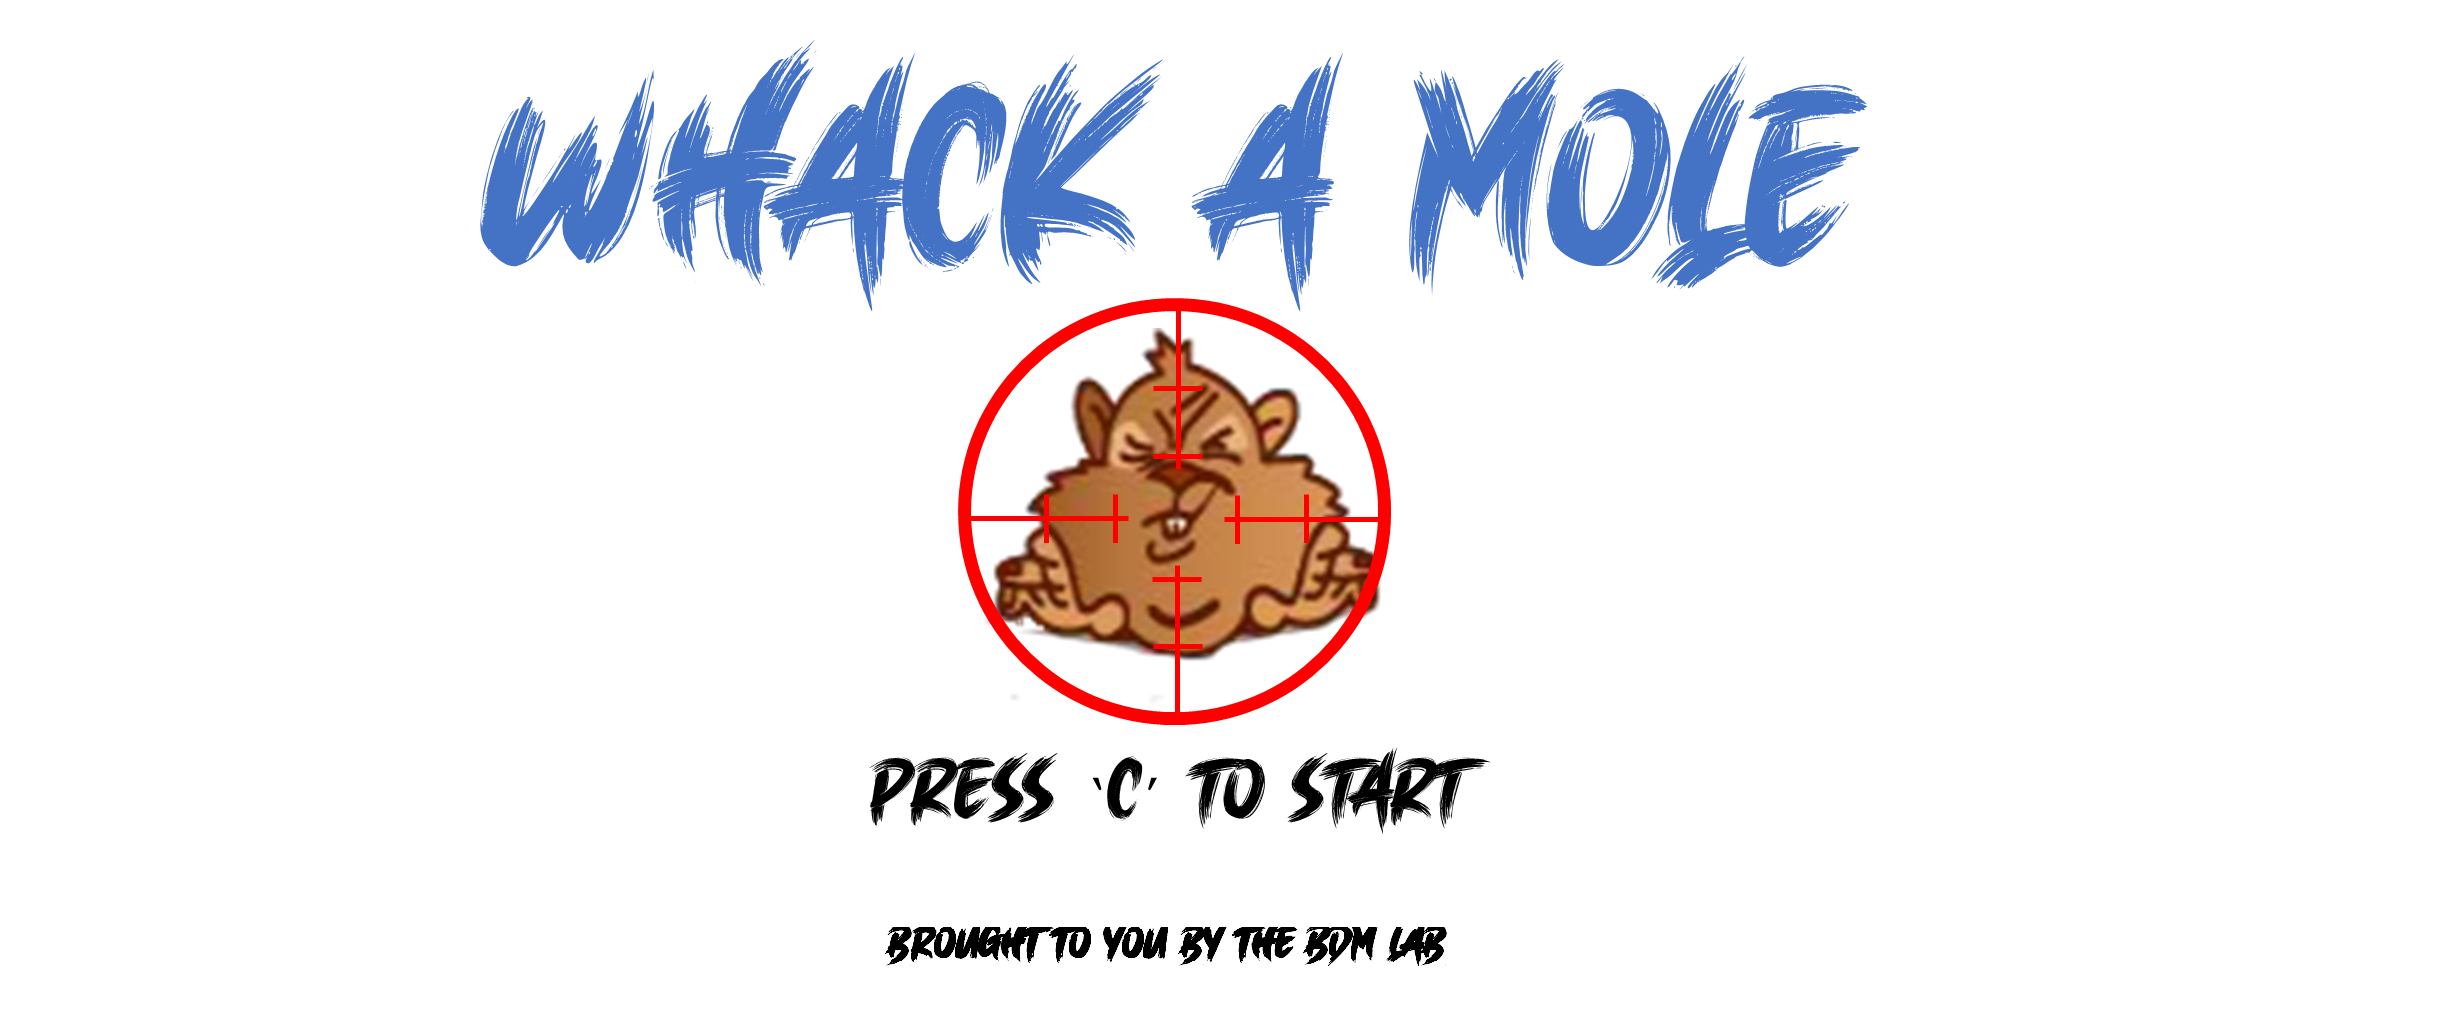 WHACK A MOLE
PRESS 'C' TO START
BROUGHT TO YOU BY THE BDM LAB